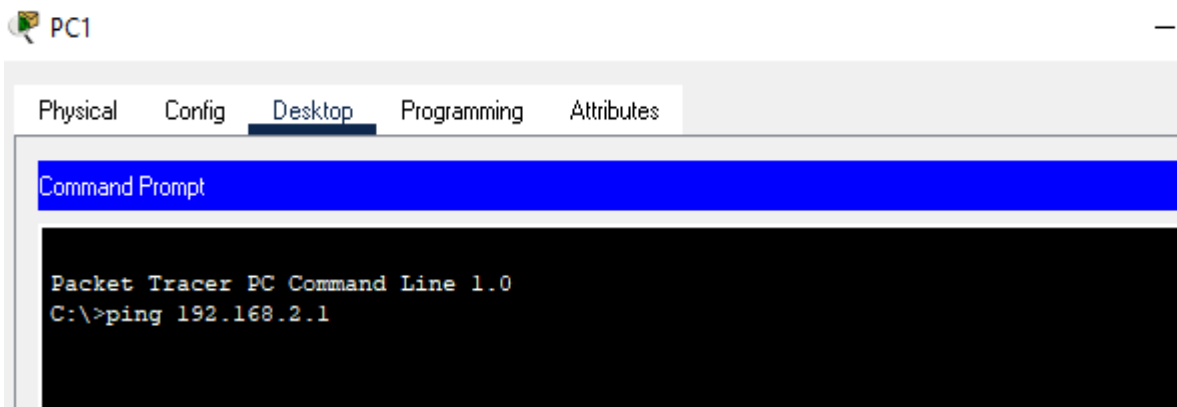 PC1
Physical Config Desktop Programming Attributes
Command Prompt
Packet Tracer PC Command Line 1.0
C:\>ping 192.168.2.1